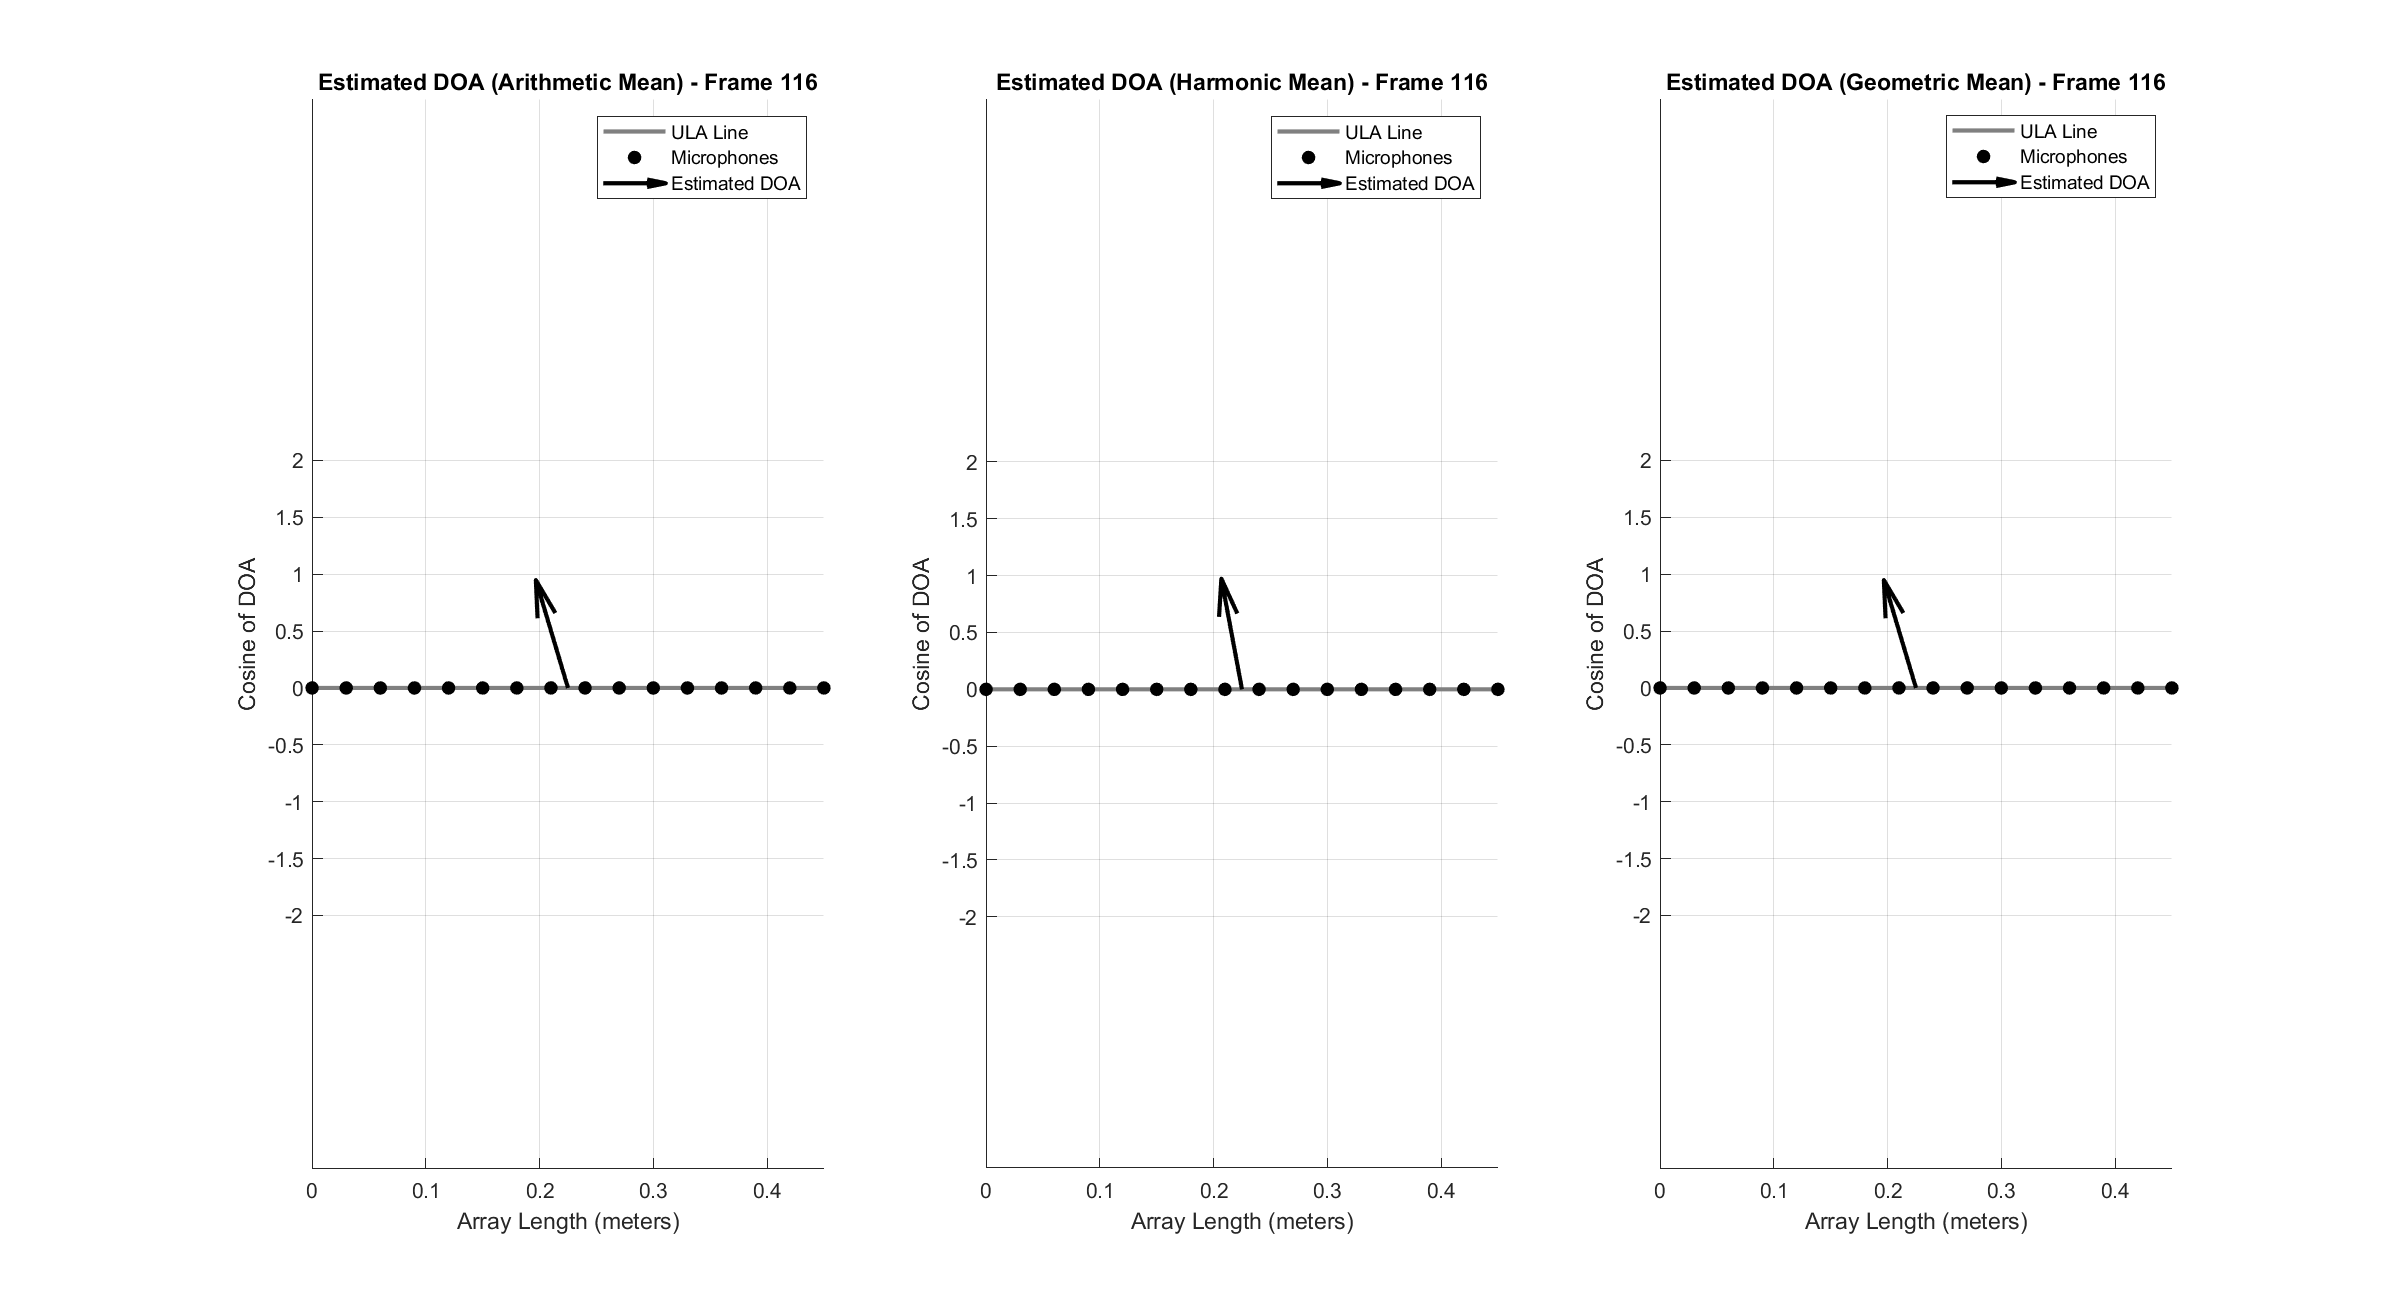 Estimated DOA (Arithmetic Mean) - Frame 116
ULA Line
Microphones
Estimated DOA
2
1.5
1
0.5
0
-0.5
-1
-1.5
-2
Cosine of DOA
0
0.1
0.2
0.3
0.4
Array Length (meters)
Estimated DOA (Harmonic Mean) - Frame 116
ULA Line
Microphones
Estimated DOA
2
1.5
1
0.5
0
-0.5
-1
-1.5
-2
Cosine of DOA
0
0.1
0.2
0.3
0.4
Array Length (meters)
Estimated DOA (Geometric Mean) - Frame 116
ULA Line
Microphones
Estimated DOA
2
1.5
1
0.5
0
-0.5
-1
-1.5
-2
Cosine of DOA
0
0.1
0.2
0.3
0.4
Array Length (meters)